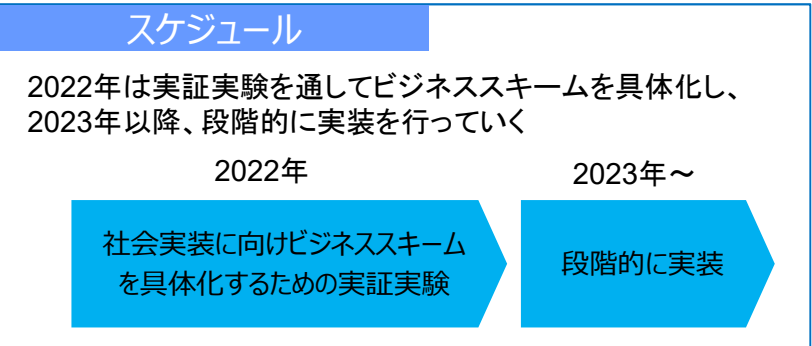 スケジュール
2022年は実証実験を通してビジネススキームを具体化し、
2023年以降、段階的に実装を行っていく
2022年
2023年～
社会実装に向けビジネススキーム
を具体化するための実証実験
段階的に実装